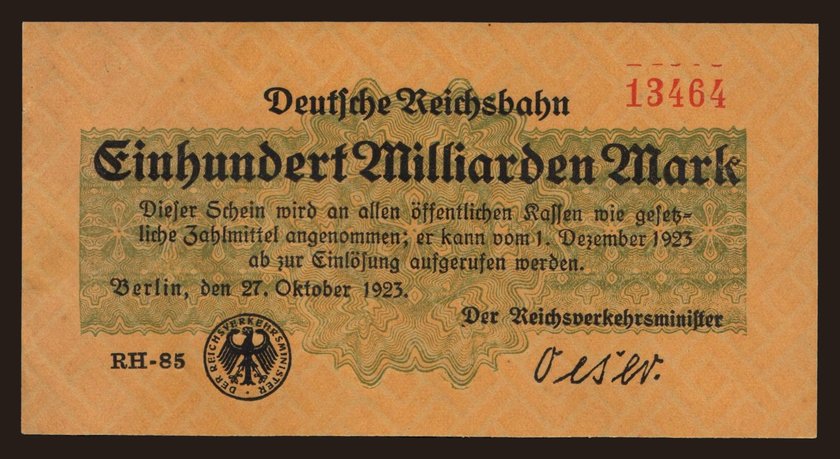 Deutsche Reichsbahn
13464
Einhundert Milliarden Mark
Dieser Schein wird an allen öffentlichen Kassen wie gesetz-
liche Zahlmittel angenommen; er kann vom 1. Dezember 1923
ab zur Einlösung aufgerufen werden.
Berlin, den 27. Oktober 1923.
Der Reichsverkehrsminister
RH-85
DER REICHSVERKEHRSMINISTER
Oeser.